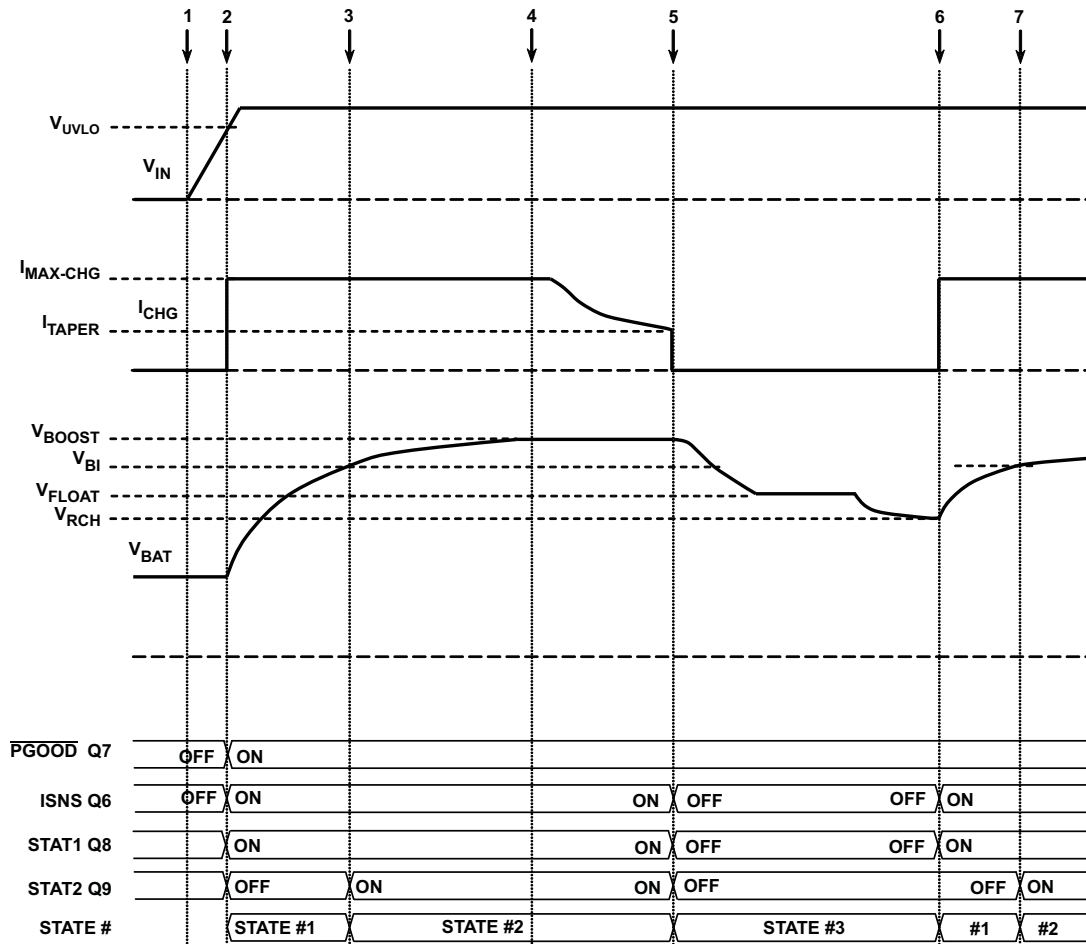 1 2 3 4 5 6 7
VUVLO
VIN
IMAX-CHG
ICHG
ITAPER
VBOOST
VBI
VFLOAT
VRCH
VBAT
PGOOD Q7 OFF ON
ISNS Q6 OFF ON ON OFF OFF ON
STAT1 Q8 ON ON OFF OFF ON
STAT2 Q9 OFF ON ON OFF OFF ON
STATE # STATE #1 STATE #2 STATE #3 #1 #2